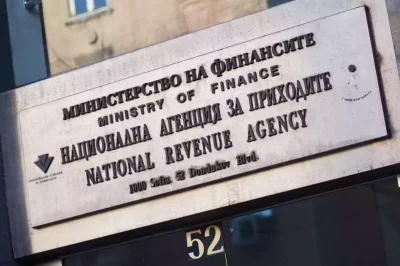 МИНИСТЕРСТВО НА ФИНАНСИТЕ
MINISTRY OF FINANCE
НАЦИОНАЛНА АГЕНЦИЯ ЗА ПРИХОДИТЕ
NATIONAL REVENUE AGENCY
1000 Sofia, 52 Dondukov Blvd.
52